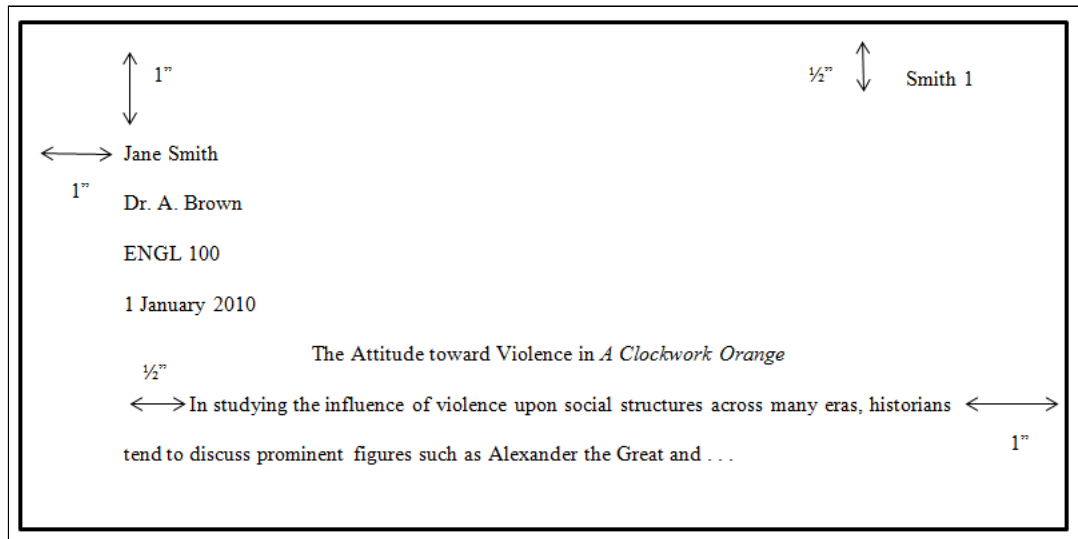 1” ½” Smith 1
Jane Smith
1”
Dr. A. Brown
ENGL 100
1 January 2010
The Attitude toward Violence in A Clockwork Orange
½”
In studying the influence of violence upon social structures across many eras, historians
tend to discuss prominent figures such as Alexander the Great and . . .
1”